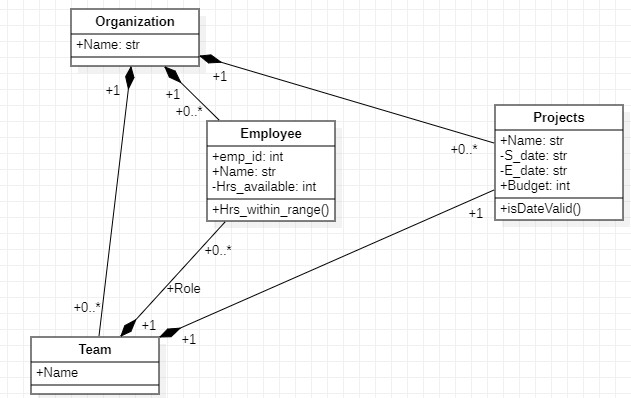 Organization
+Name: str
+1
+1
+1
+0..*
+0..*
Projects
+Name: str
-S_date: str
-E_date: str
+Budget: int
+isDateValid()
Employee
+emp_id: int
+Name: str
-Hrs_available: int
+Hrs_within_range()
+1
+0..*
+Role
+0..*
+1
+1
Team
+Name